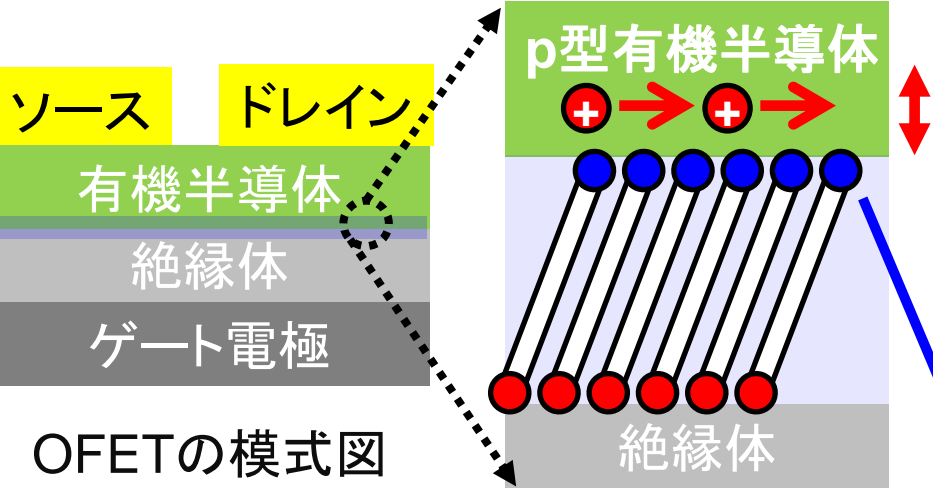 ソース
ドレイン
有機半導体
絶縁体
ゲート電極
OFETの模式図
p型有機半導体
+ +
絶縁体